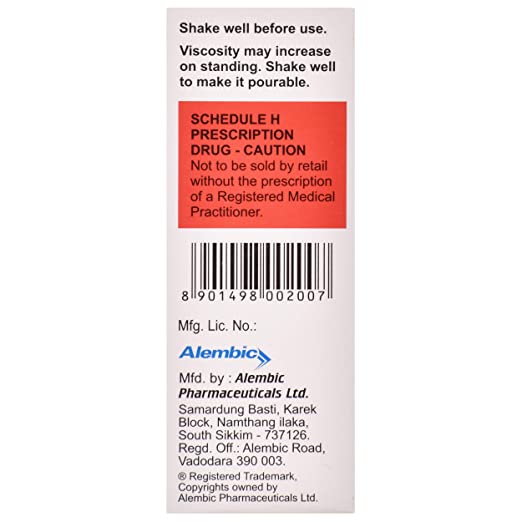 Shake well before use.
Viscosity may increase
on standing. Shake well
to make it pourable.
SCHEDULE H
PRESCRIPTION
DRUG - CAUTION
Not to be sold by retail
without the prescription
of a Registered Medical
Practitioner.
8 901498 002007
Mfg. Lic. No.:
Alembic
Mfd. by : Alembic
Pharmaceuticals Ltd.
Samardung Basti, Karek
Block, Namthang ilaka,
South Sikkim - 737126.
Regd. Off.: Alembic Road,
Vadodara 390 003.
® Registered Trademark,
Copyrights owned by
Alembic Pharmaceuticals Ltd.